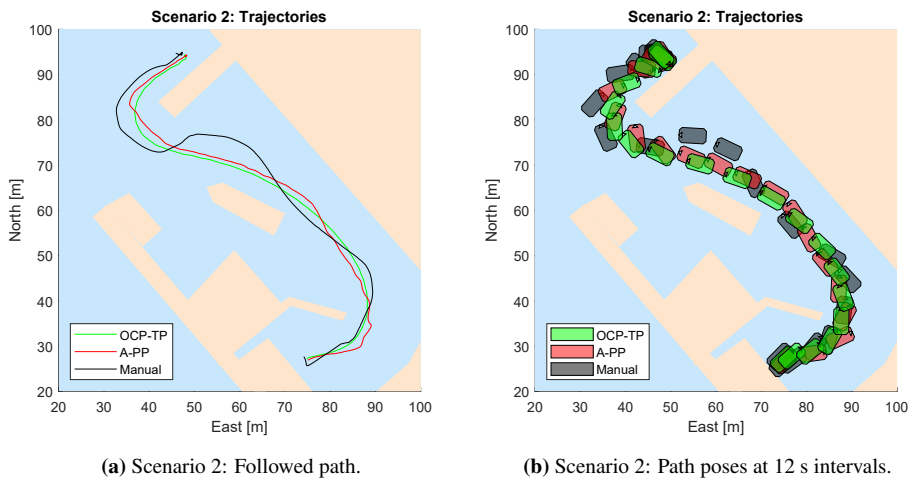 Scenario 2: Trajectories
100
90
80
70
60
50
40
30
20
North [m]
OCP-TP
A-PP
Manual
20 30 40 50 60 70 80 90 100
East [m]
(a) Scenario 2: Followed path.
Scenario 2: Trajectories
100
90
80
70
60
50
40
30
20
North [m]
OCP-TP
A-PP
Manual
20 30 40 50 60 70 80 90 100
East [m]
(b) Scenario 2: Path poses at 12 s intervals.